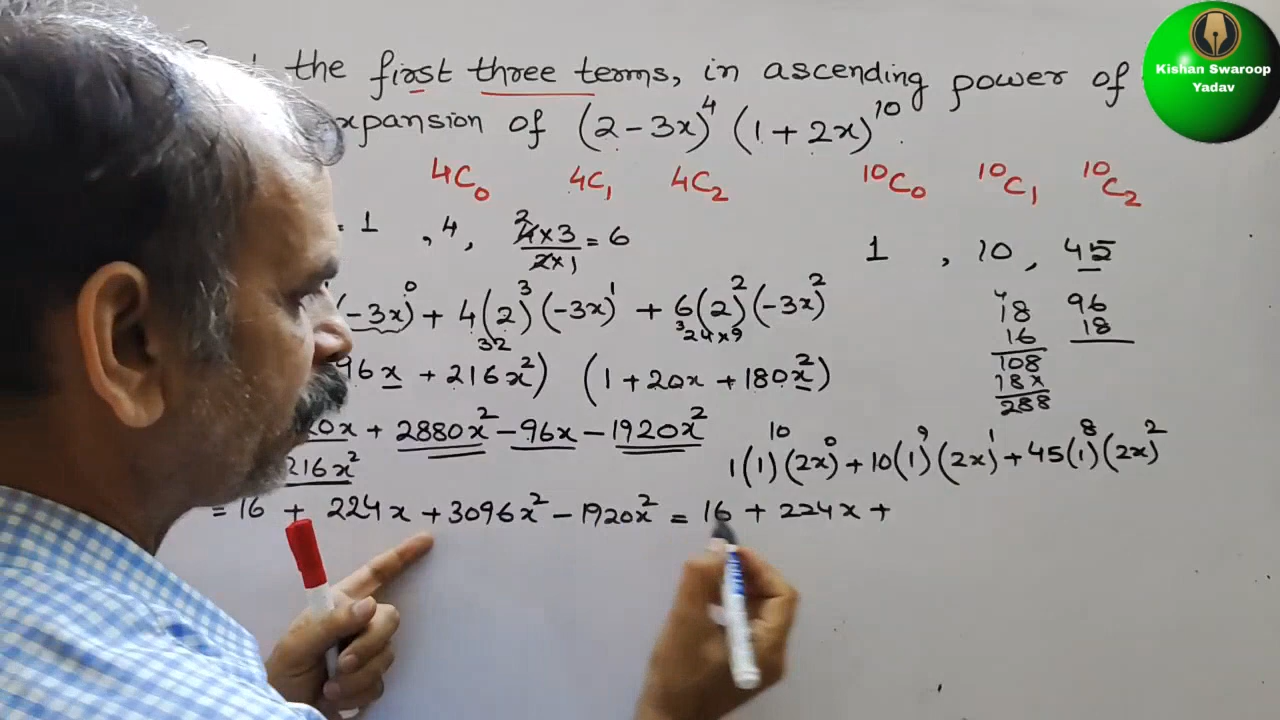 the first three terms, in ascending power of
xpansion of (2-3x)⁴ (1+2x)¹⁰.
4C₀ 4C₁ 4C₂ ¹⁰C₀ ¹⁰C₁ ¹⁰C₂
= 1 , 4 , 4×3/2×1 = 6 2
1 , 10 , 45
(-3x)⁰ + 4(2)³(-3x)¹ + 6(2)²(-3x)²
32 ³24×9
96x + 216x²) (1+20x+180x²)
⁴18
16
108
18×
288
96
18
20x + 2880x² - 96x - 1920x²
216x²
1(1)¹⁰(2x)⁰ + 10(1)⁹(2x)¹ + 45(1)⁸(2x)²
= 16 + 224x + 3096x² - 1920x² = 16 + 224x +
Kishan Swaroop
Yadav